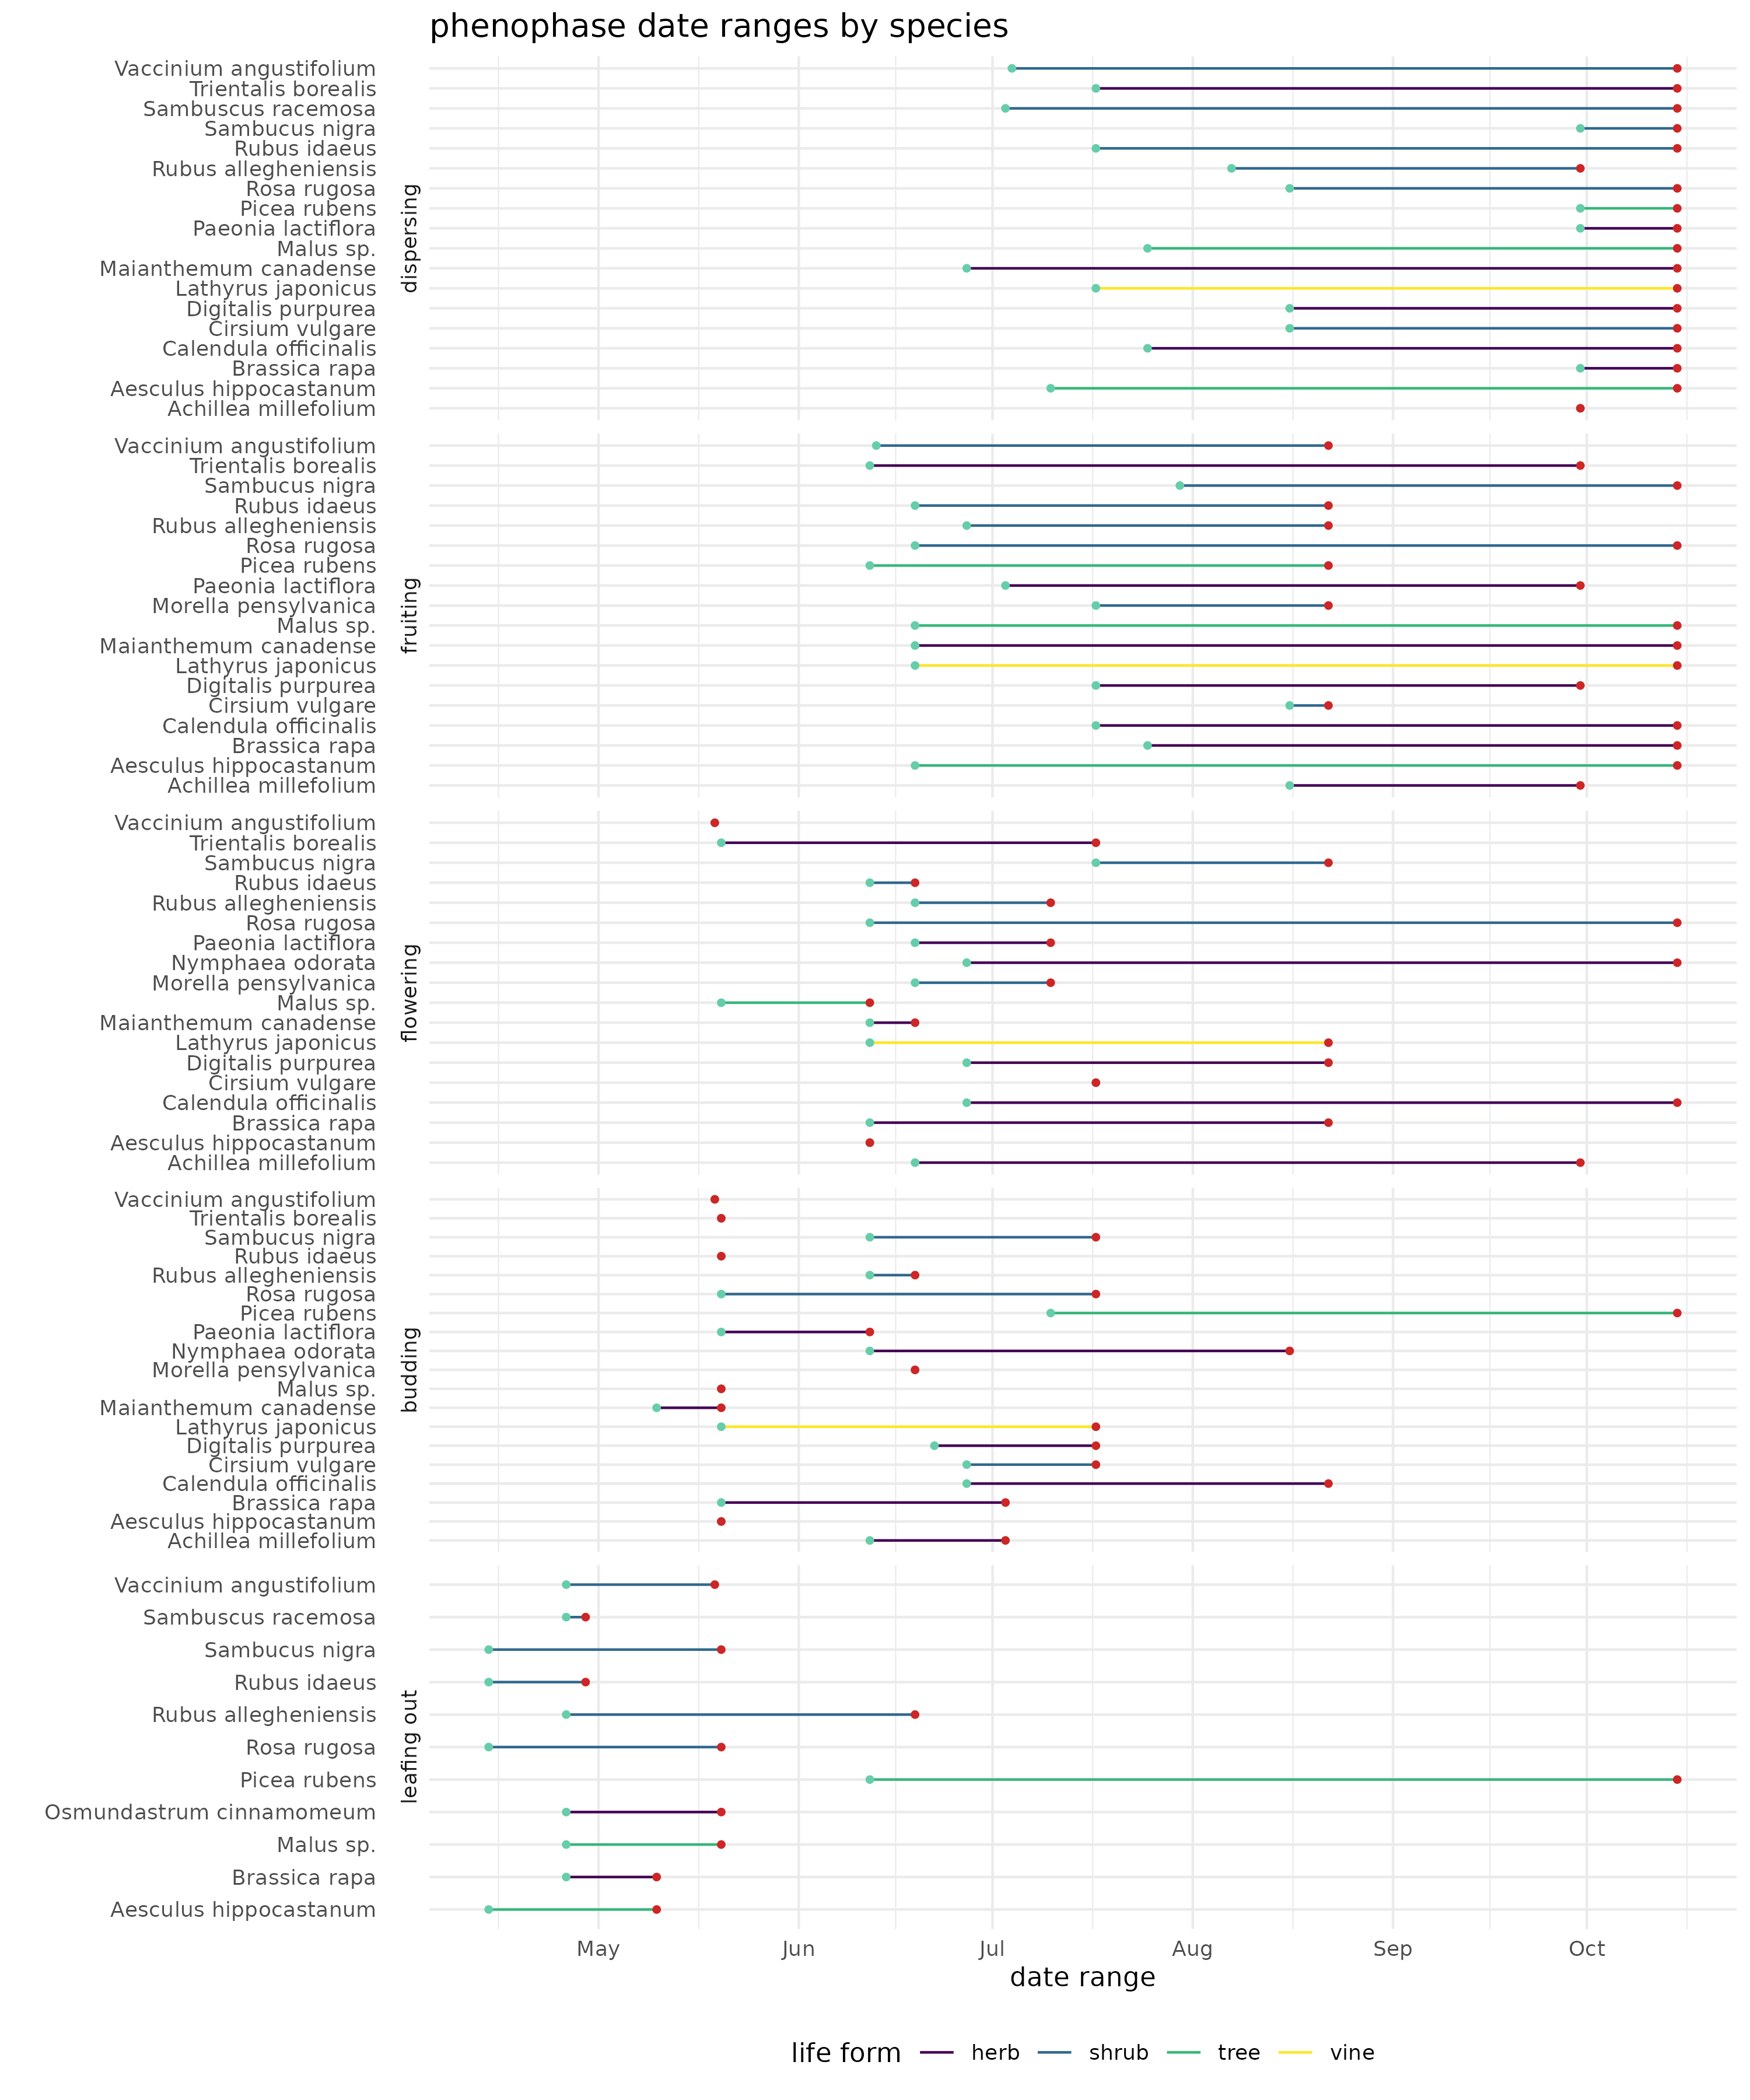 phenophase date ranges by species
Vaccinium angustifolium
Trientalis borealis
Sambuscus racemosa
Sambucus nigra
Rubus idaeus
Rubus allegheniensis
Rosa rugosa
Picea rubens
Paeonia lactiflora
Malus sp.
Maianthemum canadense
Lathyrus japonicus
Digitalis purpurea
Cirsium vulgare
Calendula officinalis
Brassica rapa
Aesculus hippocastanum
Achillea millefolium
dispersing
Vaccinium angustifolium
Trientalis borealis
Sambucus nigra
Rubus idaeus
Rubus allegheniensis
Rosa rugosa
Picea rubens
Paeonia lactiflora
Morella pensylvanica
Malus sp.
Maianthemum canadense
Lathyrus japonicus
Digitalis purpurea
Cirsium vulgare
Calendula officinalis
Brassica rapa
Aesculus hippocastanum
Achillea millefolium
fruiting
Vaccinium angustifolium
Trientalis borealis
Sambucus nigra
Rubus idaeus
Rubus allegheniensis
Rosa rugosa
Paeonia lactiflora
Nymphaea odorata
Morella pensylvanica
Malus sp.
Maianthemum canadense
Lathyrus japonicus
Digitalis purpurea
Cirsium vulgare
Calendula officinalis
Brassica rapa
Aesculus hippocastanum
Achillea millefolium
flowering
Vaccinium angustifolium
Trientalis borealis
Sambucus nigra
Rubus idaeus
Rubus allegheniensis
Rosa rugosa
Picea rubens
Paeonia lactiflora
Nymphaea odorata
Morella pensylvanica
Malus sp.
Maianthemum canadense
Lathyrus japonicus
Digitalis purpurea
Cirsium vulgare
Calendula officinalis
Brassica rapa
Aesculus hippocastanum
Achillea millefolium
budding
Vaccinium angustifolium
Sambuscus racemosa
Sambucus nigra
Rubus idaeus
Rubus allegheniensis
Rosa rugosa
Picea rubens
Osmundastrum cinnamomeum
Malus sp.
Brassica rapa
Aesculus hippocastanum
leafing out
May Jun Jul Aug Sep Oct
date range
life form herb shrub tree vine